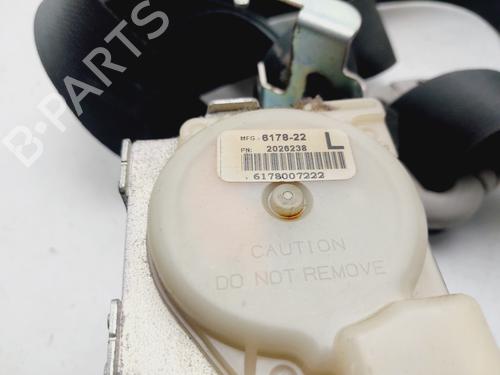 B-Parts
MFG: 6178-22
PN: 2026238
L
6178007222
CAUTION
DO NOT REMOVE